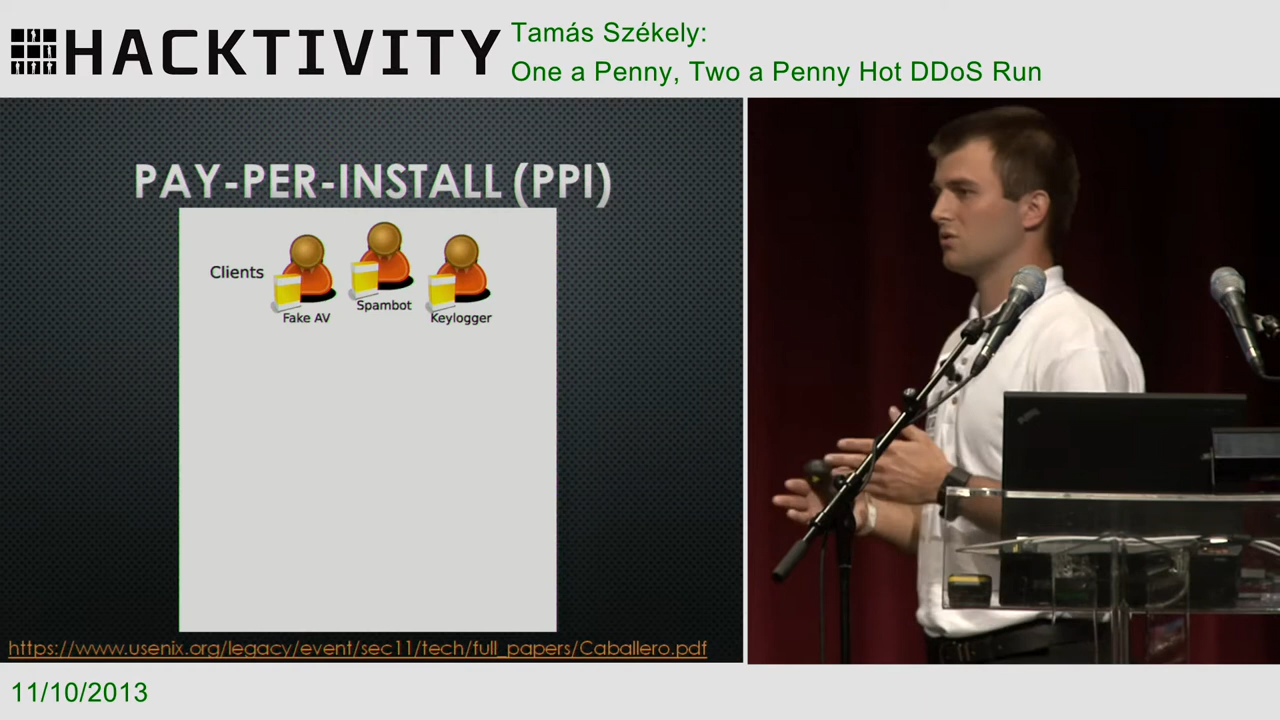 HACKTIVITY
Tamás Székely:
One a Penny, Two a Penny Hot DDoS Run
PAY-PER-INSTALL (PPI)
Clients
Fake AV
Spambot
Keylogger
https://www.usenix.org/legacy/event/sec11/tech/full_papers/Caballero.pdf
11/10/2013